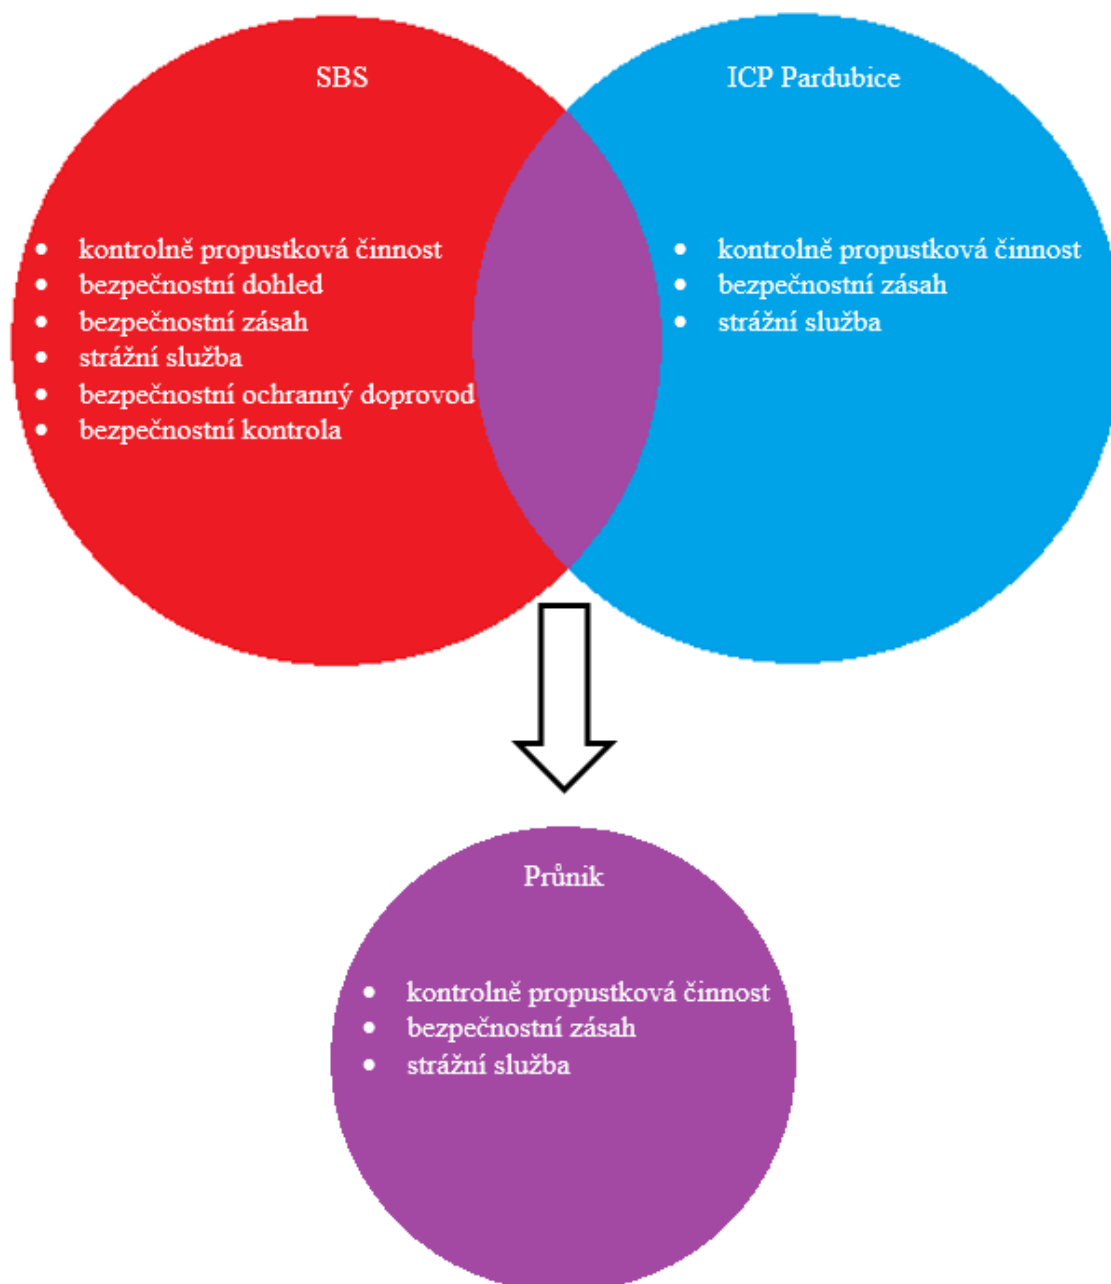 SBS
• kontrolně propustková činnost
• bezpečnostní dohled
• bezpečnostní zásah
• strážní služba
• bezpečnostní ochranný doprovod
• bezpečnostní kontrola
ICP Pardubice
• kontrolně propustková činnost
• bezpečnostní zásah
• strážní služba
Průnik
• kontrolně propustková činnost
• bezpečnostní zásah
• strážní služba